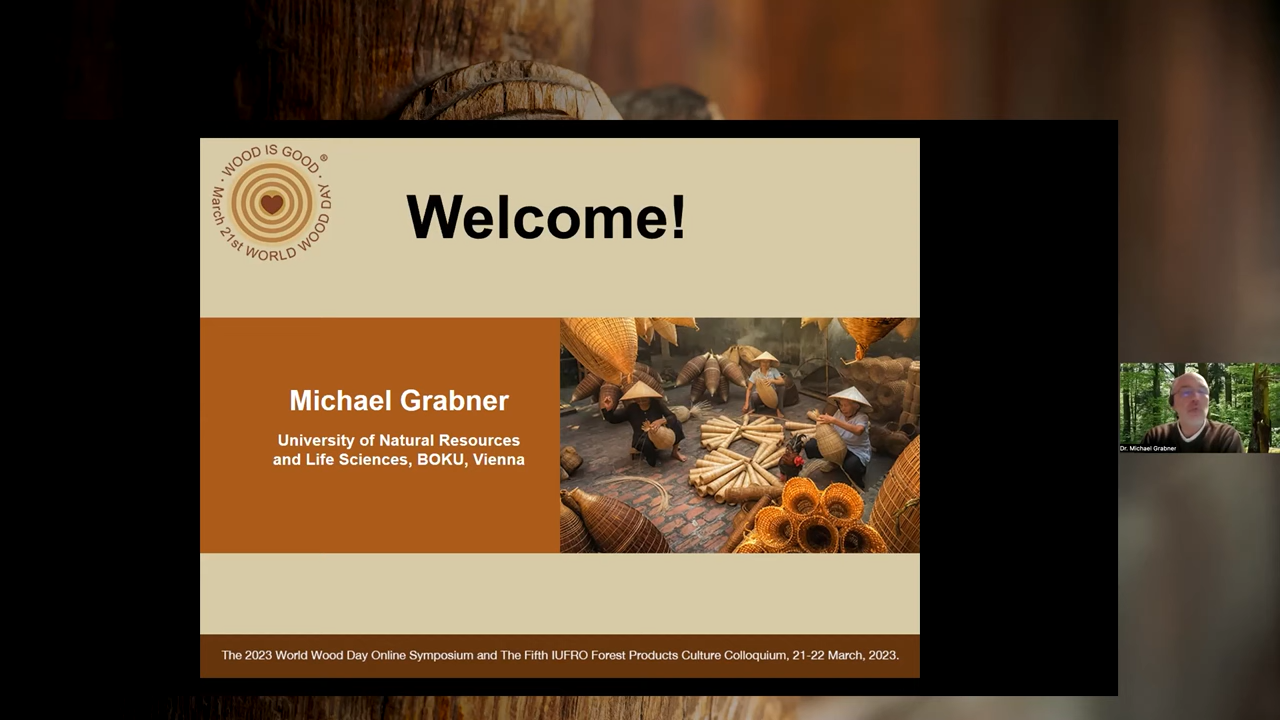 · WOOD IS GOOD · ®
March 21st WORLD WOOD DAY
Welcome!
Michael Grabner
University of Natural Resources
and Life Sciences, BOKU, Vienna
Dr. Michael Grabner
The 2023 World Wood Day Online Symposium and The Fifth IUFRO Forest Products Culture Colloquium, 21-22 March, 2023.